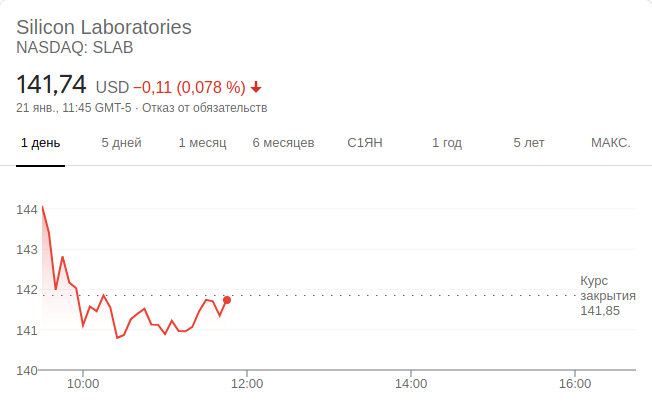 Silicon Laboratories
NASDAQ: SLAB
141,74 USD −0,11 (0,078 %)
21 янв., 11:45 GMT-5 · Отказ от обязательств
1 день 5 дней 1 месяц 6 месяцев С1ЯН 1 год 5 лет МАКС.
144
143
142
141
140
Курс
закрытия
141,85
10:00 12:00 14:00 16:00